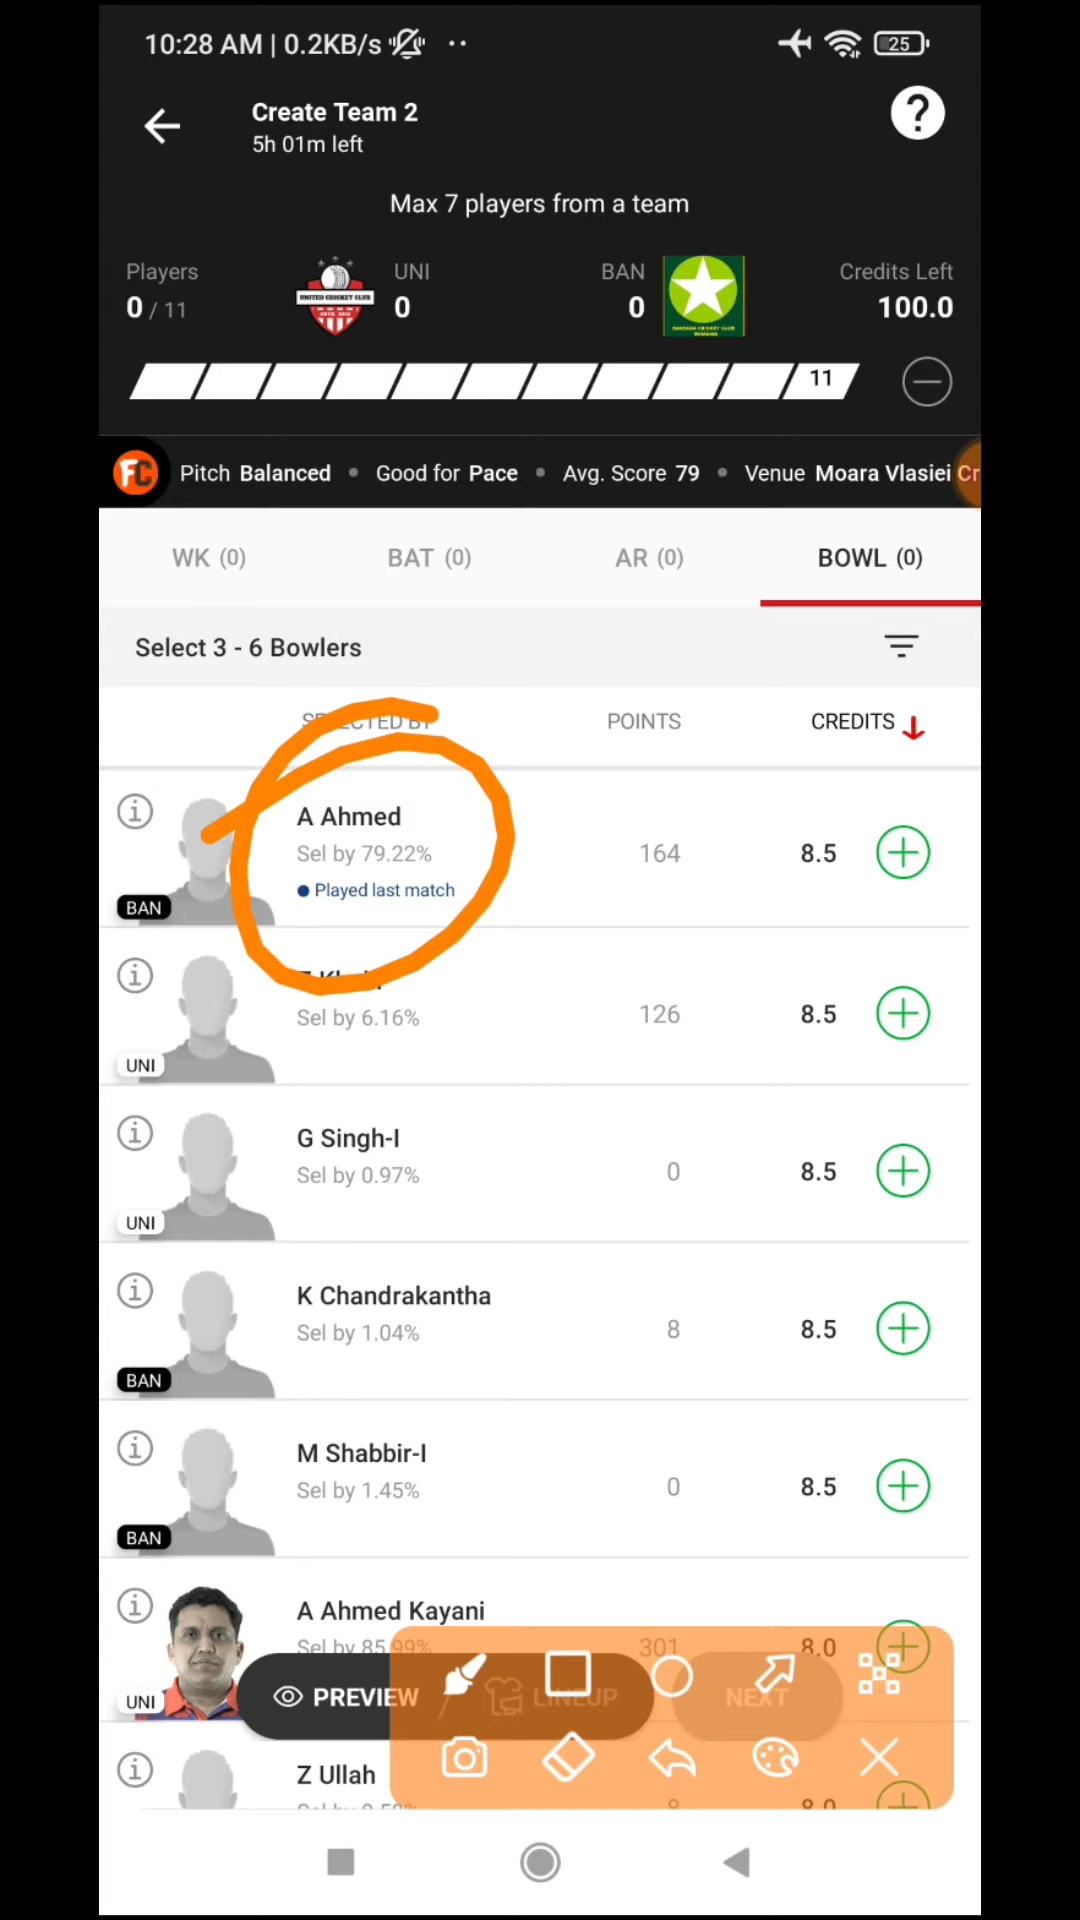 10:28 AM | 0.2KB/s
25
Create Team 2
5h 01m left
?
Max 7 players from a team
Players
0 / 11
UNITED CRICKET CLUB
UNI
0
BAN
0
Credits Left
100.0
11
FC Pitch Balanced • Good for Pace • Avg. Score 79 • Venue Moara Vlasiei Cr
WK (0) BAT (0) AR (0) BOWL (0)
Select 3 - 6 Bowlers
SELECTED BY POINTS CREDITS
A Ahmed
Sel by 79.22% 164 8.5
Played last match
BAN
Sel by 6.16% 126 8.5
UNI
G Singh-I
Sel by 0.97% 0 8.5
UNI
K Chandrakantha
Sel by 1.04% 8 8.5
BAN
M Shabbir-I
Sel by 1.45% 0 8.5
BAN
A Ahmed Kayani
Sel by 85.99% 301 8.0
UNI
PREVIEW LINEUP NEXT
Z Ullah
8.0